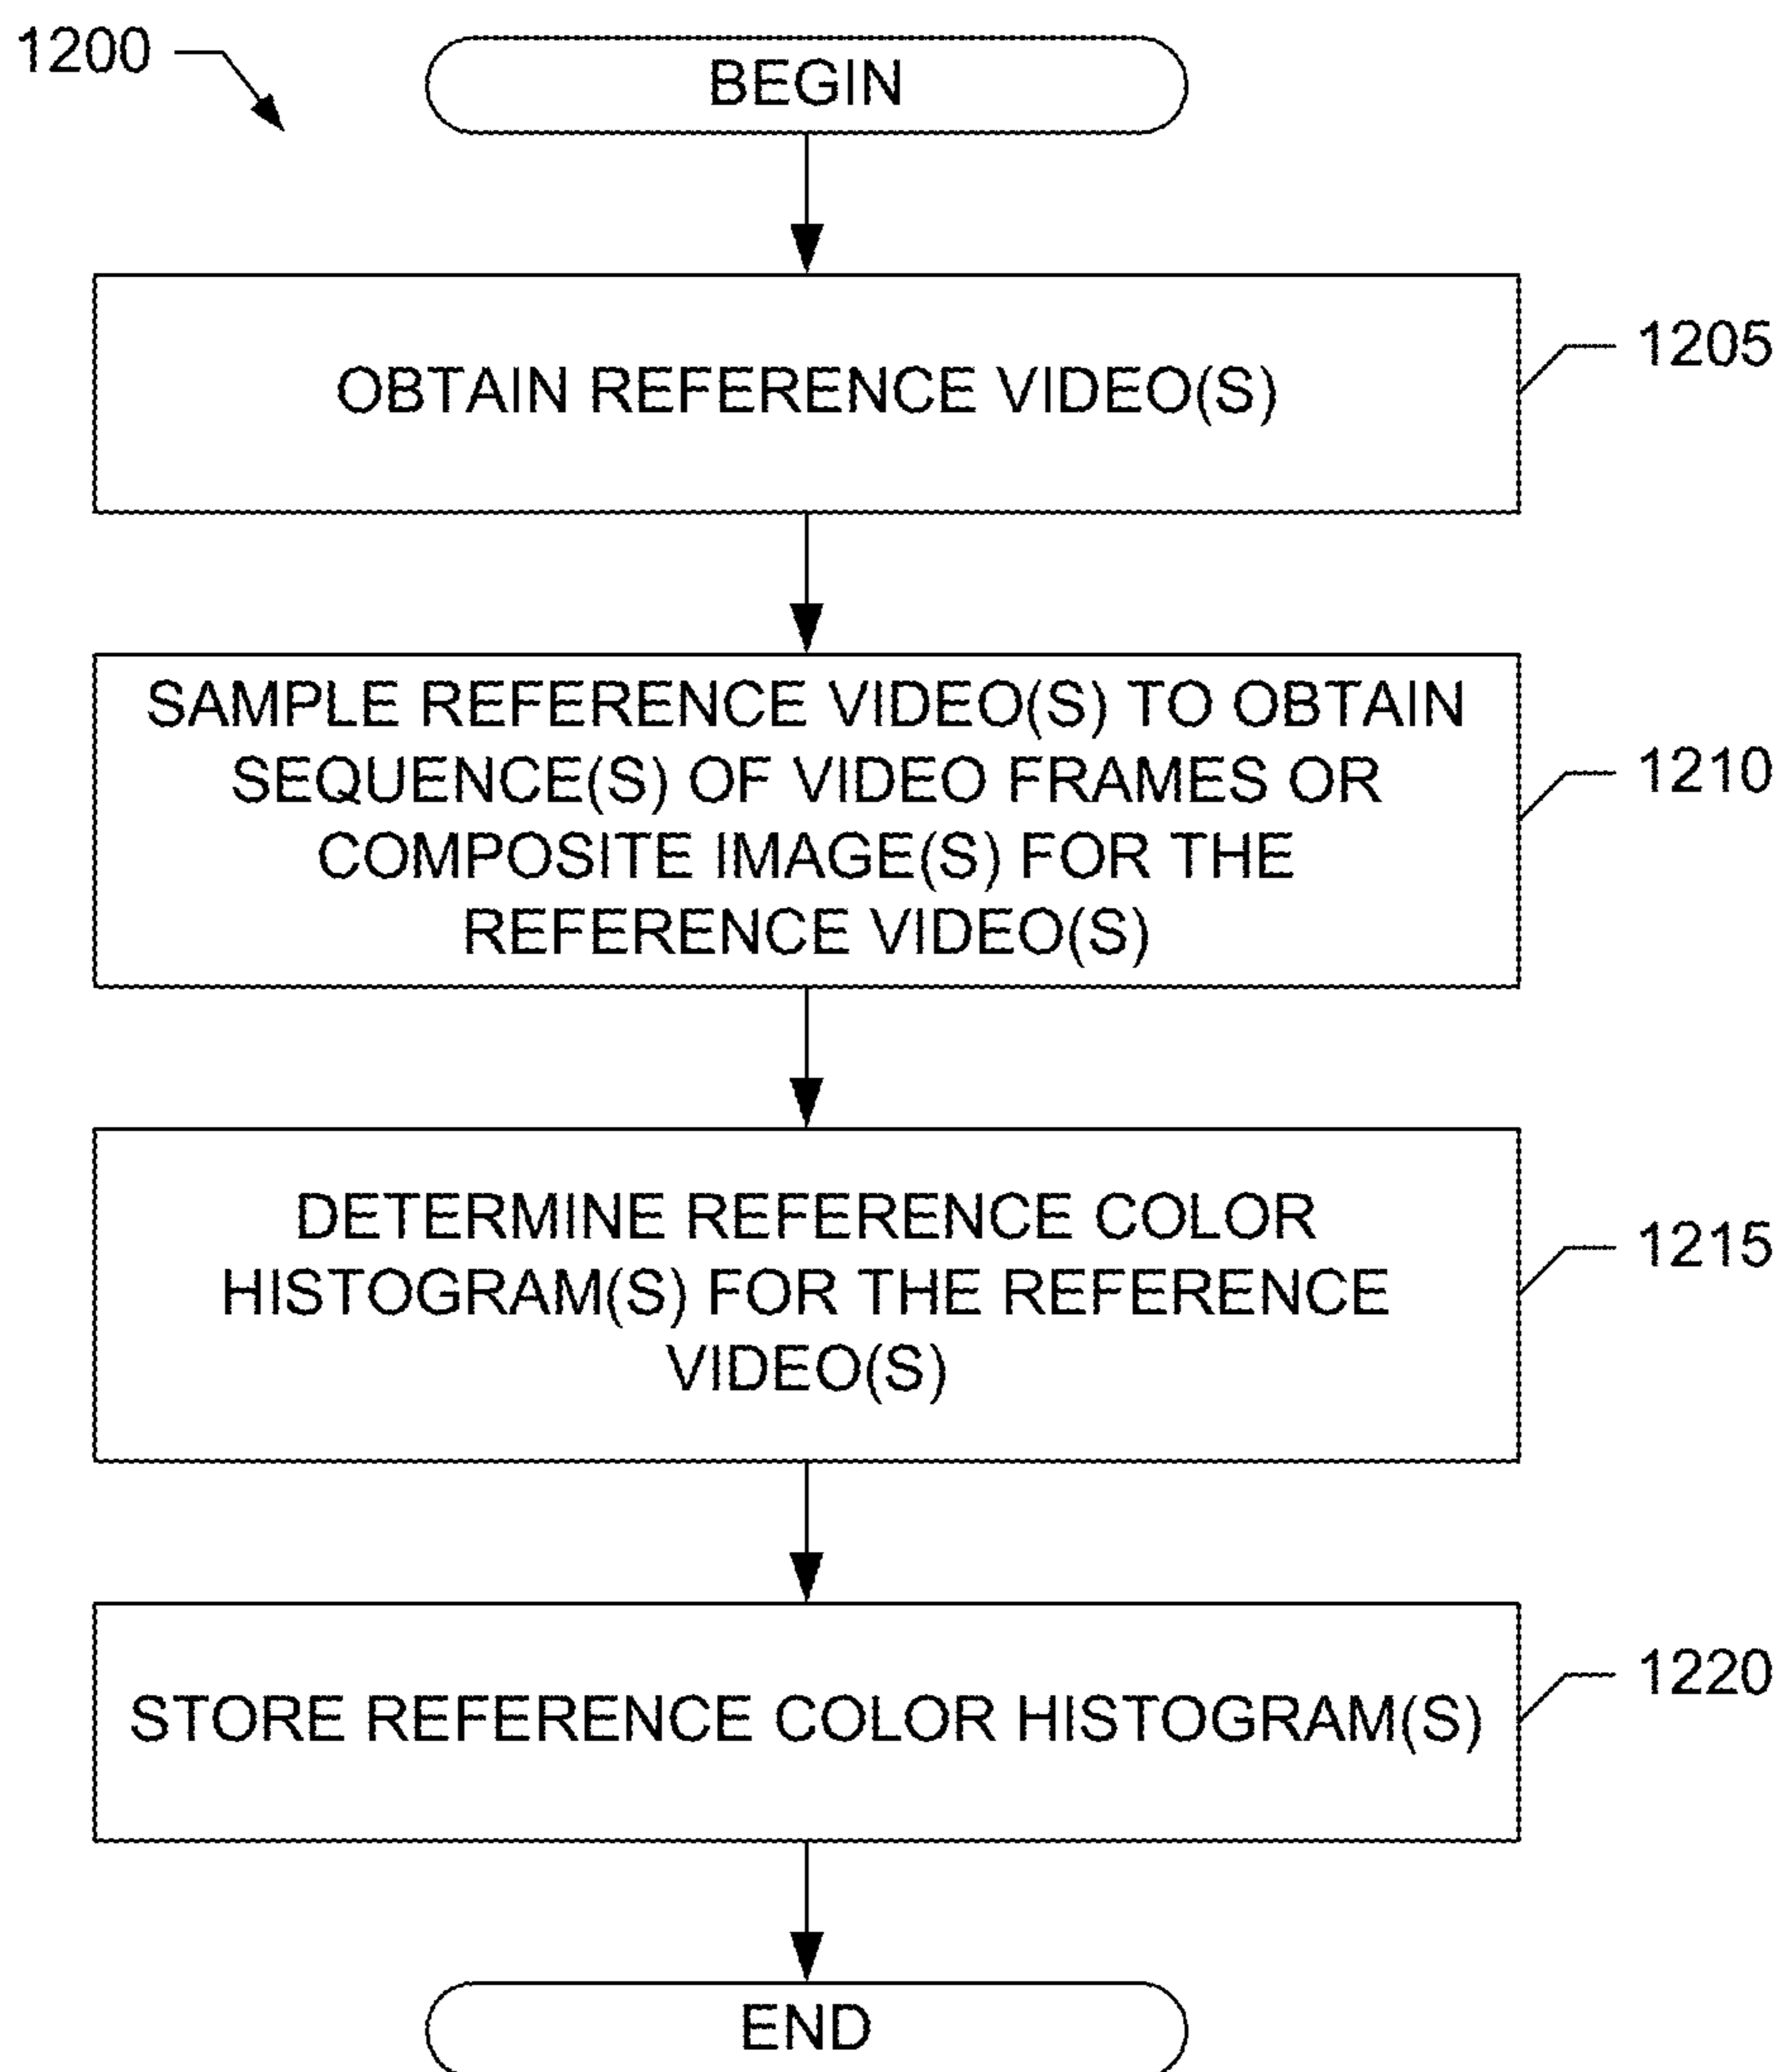 1200
BEGIN
OBTAIN REFERENCE VIDEO(S)
1205
SAMPLE REFERENCE VIDEO(S) TO OBTAIN
SEQUENCE(S) OF VIDEO FRAMES OR
COMPOSITE IMAGE(S) FOR THE
REFERENCE VIDEO(S)
1210
DETERMINE REFERENCE COLOR
HISTOGRAM(S) FOR THE REFERENCE
VIDEO(S)
1215
STORE REFERENCE COLOR HISTOGRAM(S)
1220
END